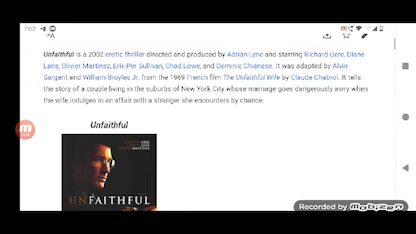 7:02
Unfaithful is a 2002 erotic thriller directed and produced by Adrian Lyne and starring Richard Gere, Diane
Lane, Olivier Martinez, Erik Per Sullivan, Chad Lowe, and Dominic Chianese. It was adapted by Alvin
Sargent and William Broyles Jr. from the 1969 French film The Unfaithful Wife by Claude Chabrol. It tells
the story of a couple living in the suburbs of New York City whose marriage goes dangerously awry when
the wife indulges in an affair with a stranger she encounters by chance.
Unfaithful
UNFAITHFUL
Recorded by Mobizen